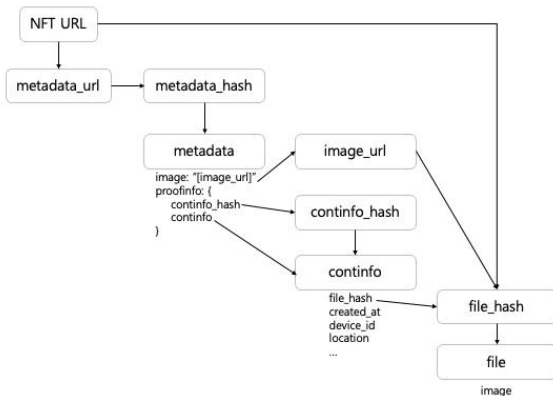 NFT URL
metadata_url
metadata_hash
metadata
image_url
image: "[image_url]"
proofinfo: {
continfo_hash
continfo
}
continfo_hash
continfo
file_hash
created_at
device_id
location
...
file_hash
file
image